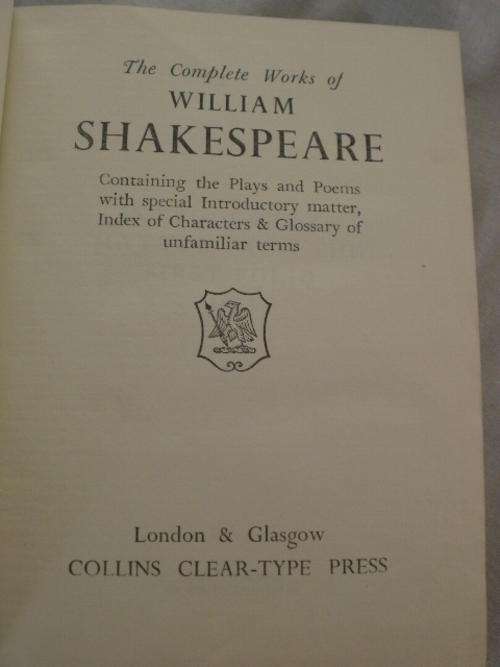 The Complete Works of
WILLIAM
SHAKESPEARE
Containing the Plays and Poems
with special Introductory matter,
Index of Characters & Glossary of
unfamiliar terms
London & Glasgow
COLLINS CLEAR-TYPE PRESS